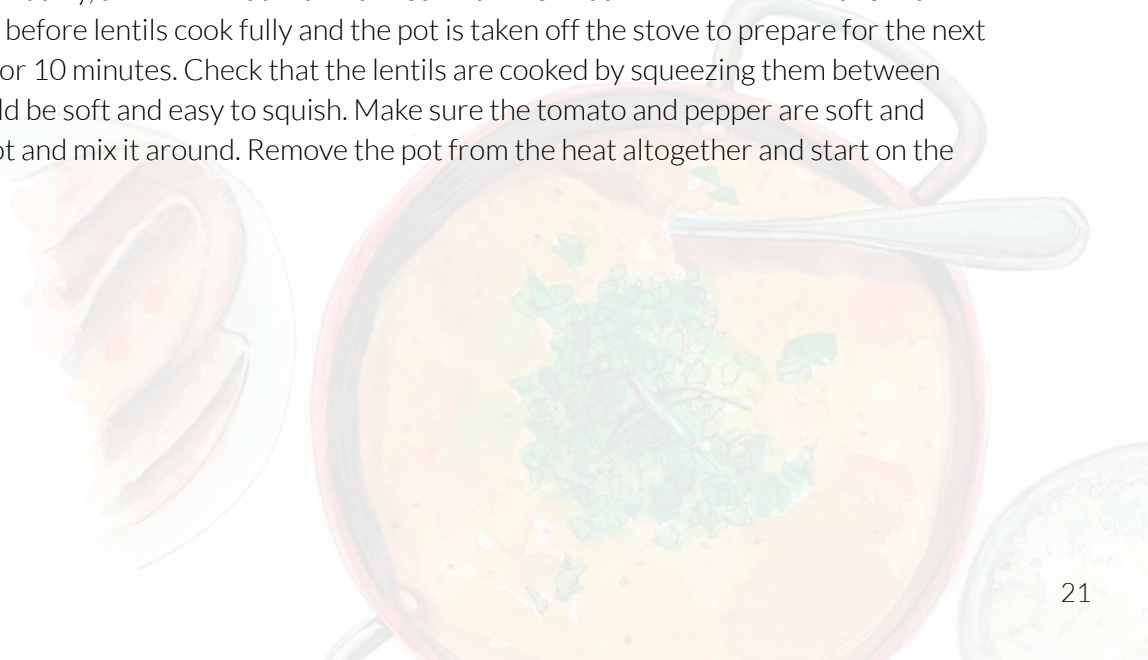 before lentils cook fully and the pot is taken off the stove to prepare for the next
or 10 minutes. Check that the lentils are cooked by squeezing them between
ld be soft and easy to squish. Make sure the tomato and pepper are soft and
ot and mix it around. Remove the pot from the heat altogether and start on the
21